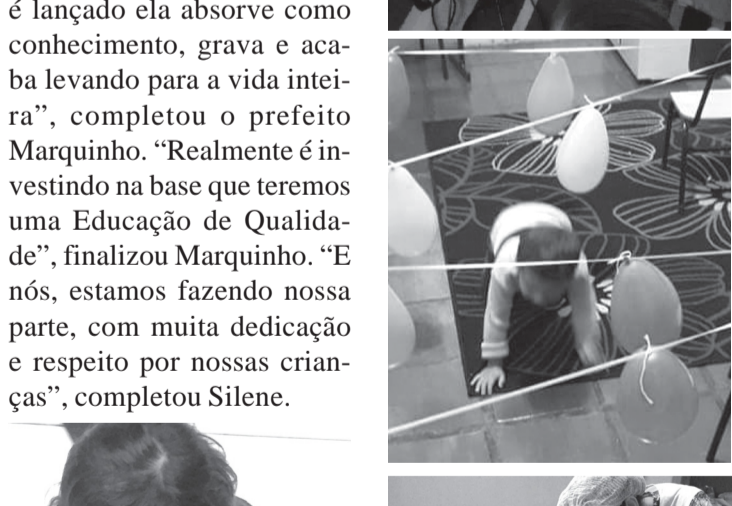 é lançado ela absorve como
conhecimento, grava e aca-
ba levando para a vida intei-
ra”, completou o prefeito
Marquinho. “Realmente é in-
vestindo na base que teremos
uma Educação de Qualida-
de”, finalizou Marquinho. “E
nós, estamos fazendo nossa
parte, com muita dedicação
e respeito por nossas crian-
ças”, completou Silene.